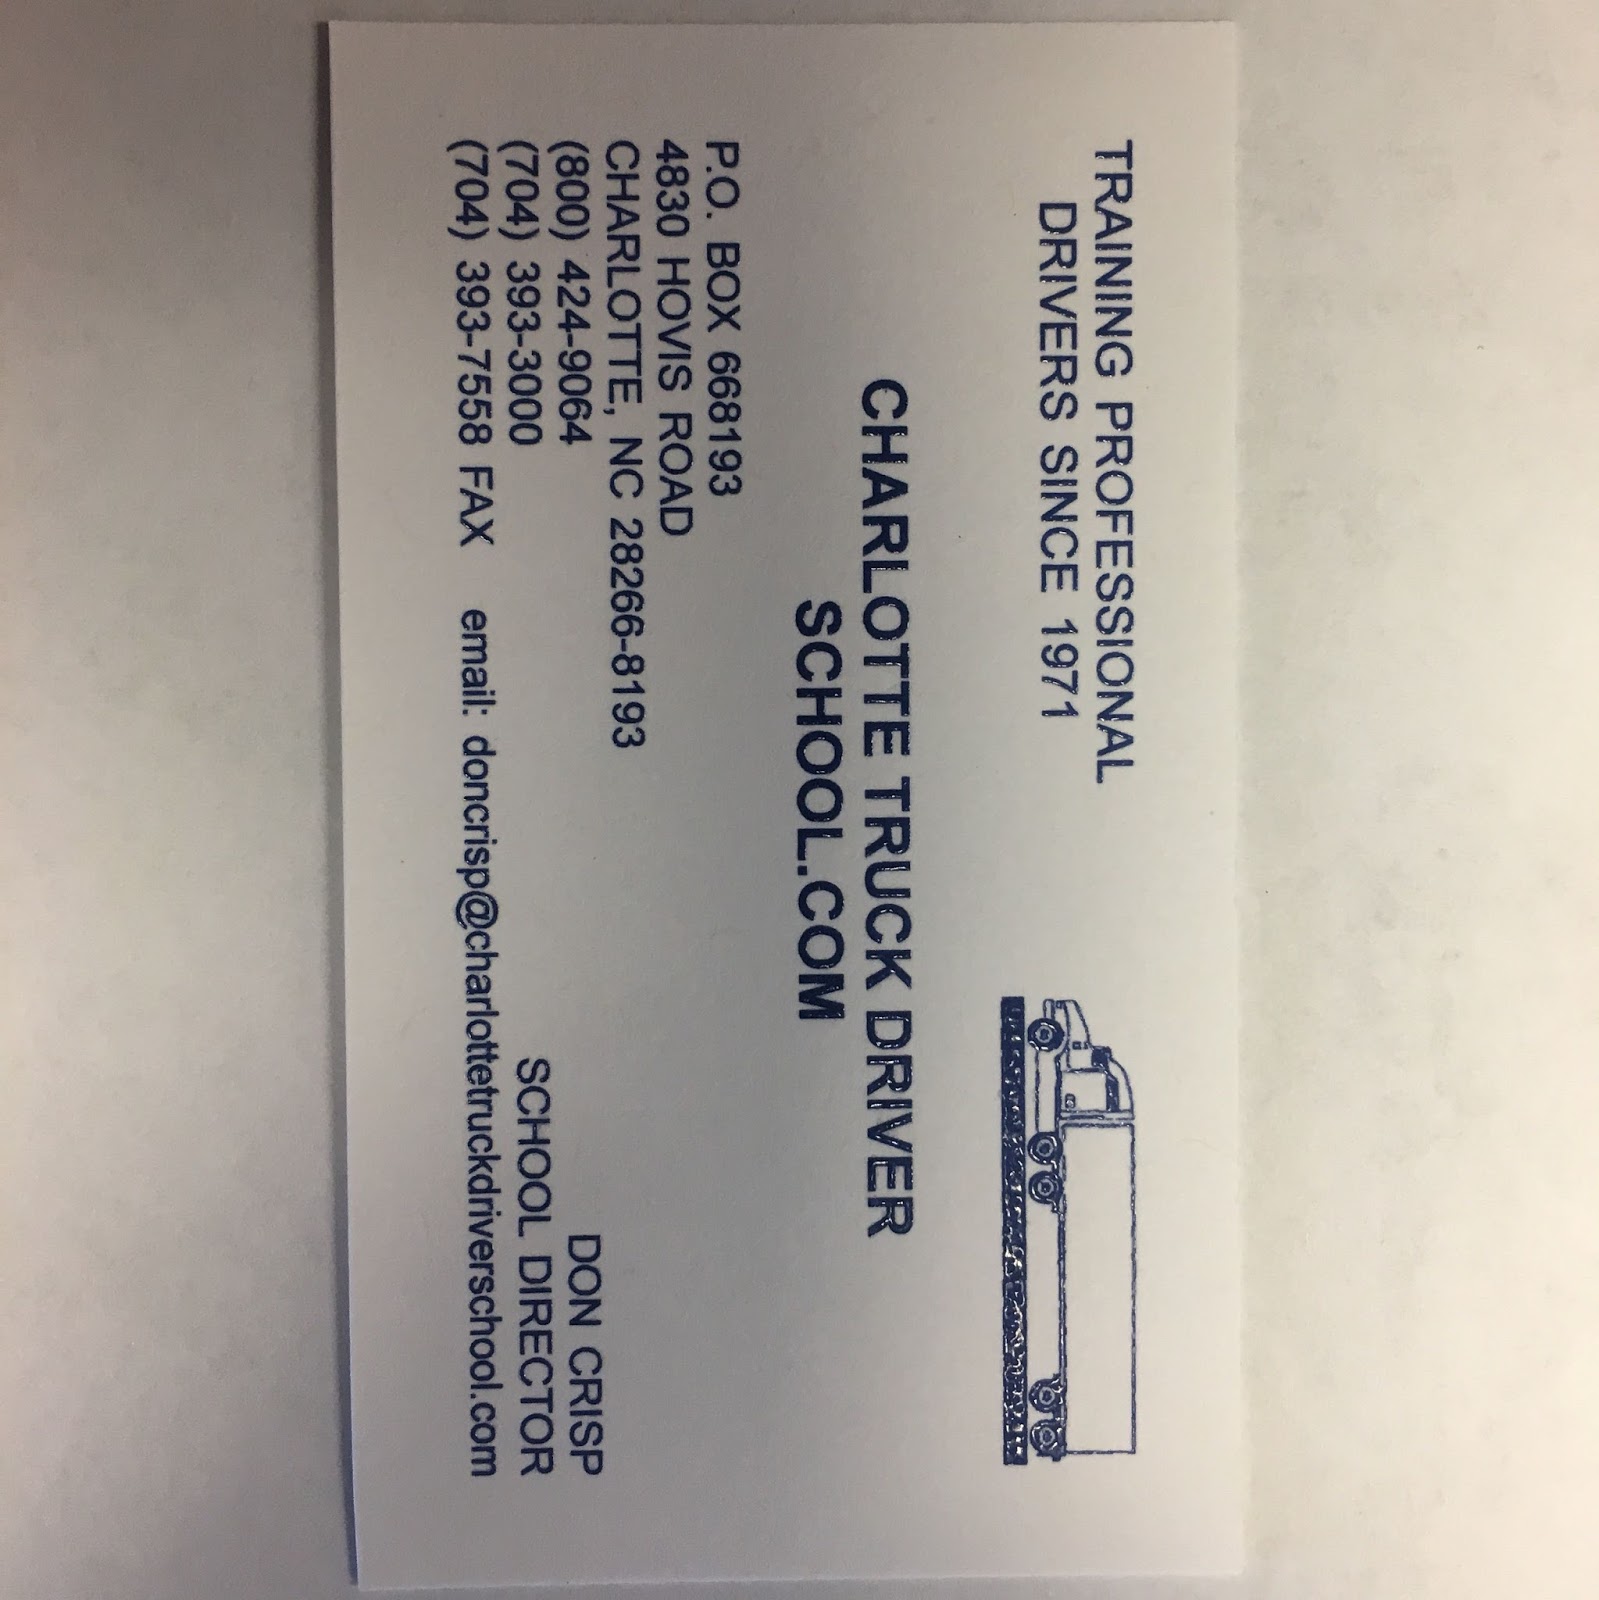 TRAINING PROFESSIONAL
DRIVERS SINCE 1971
CHARLOTTE TRUCK DRIVER
SCHOOL.COM
P.O. BOX 668193
4830 HOVIS ROAD
CHARLOTTE, NC 28266-8193
(800) 424-9064 DON CRISP
(704) 393-3000 SCHOOL DIRECTOR
(704) 393-7558 FAX email: doncrisp@charlottetruckdriverschool.com